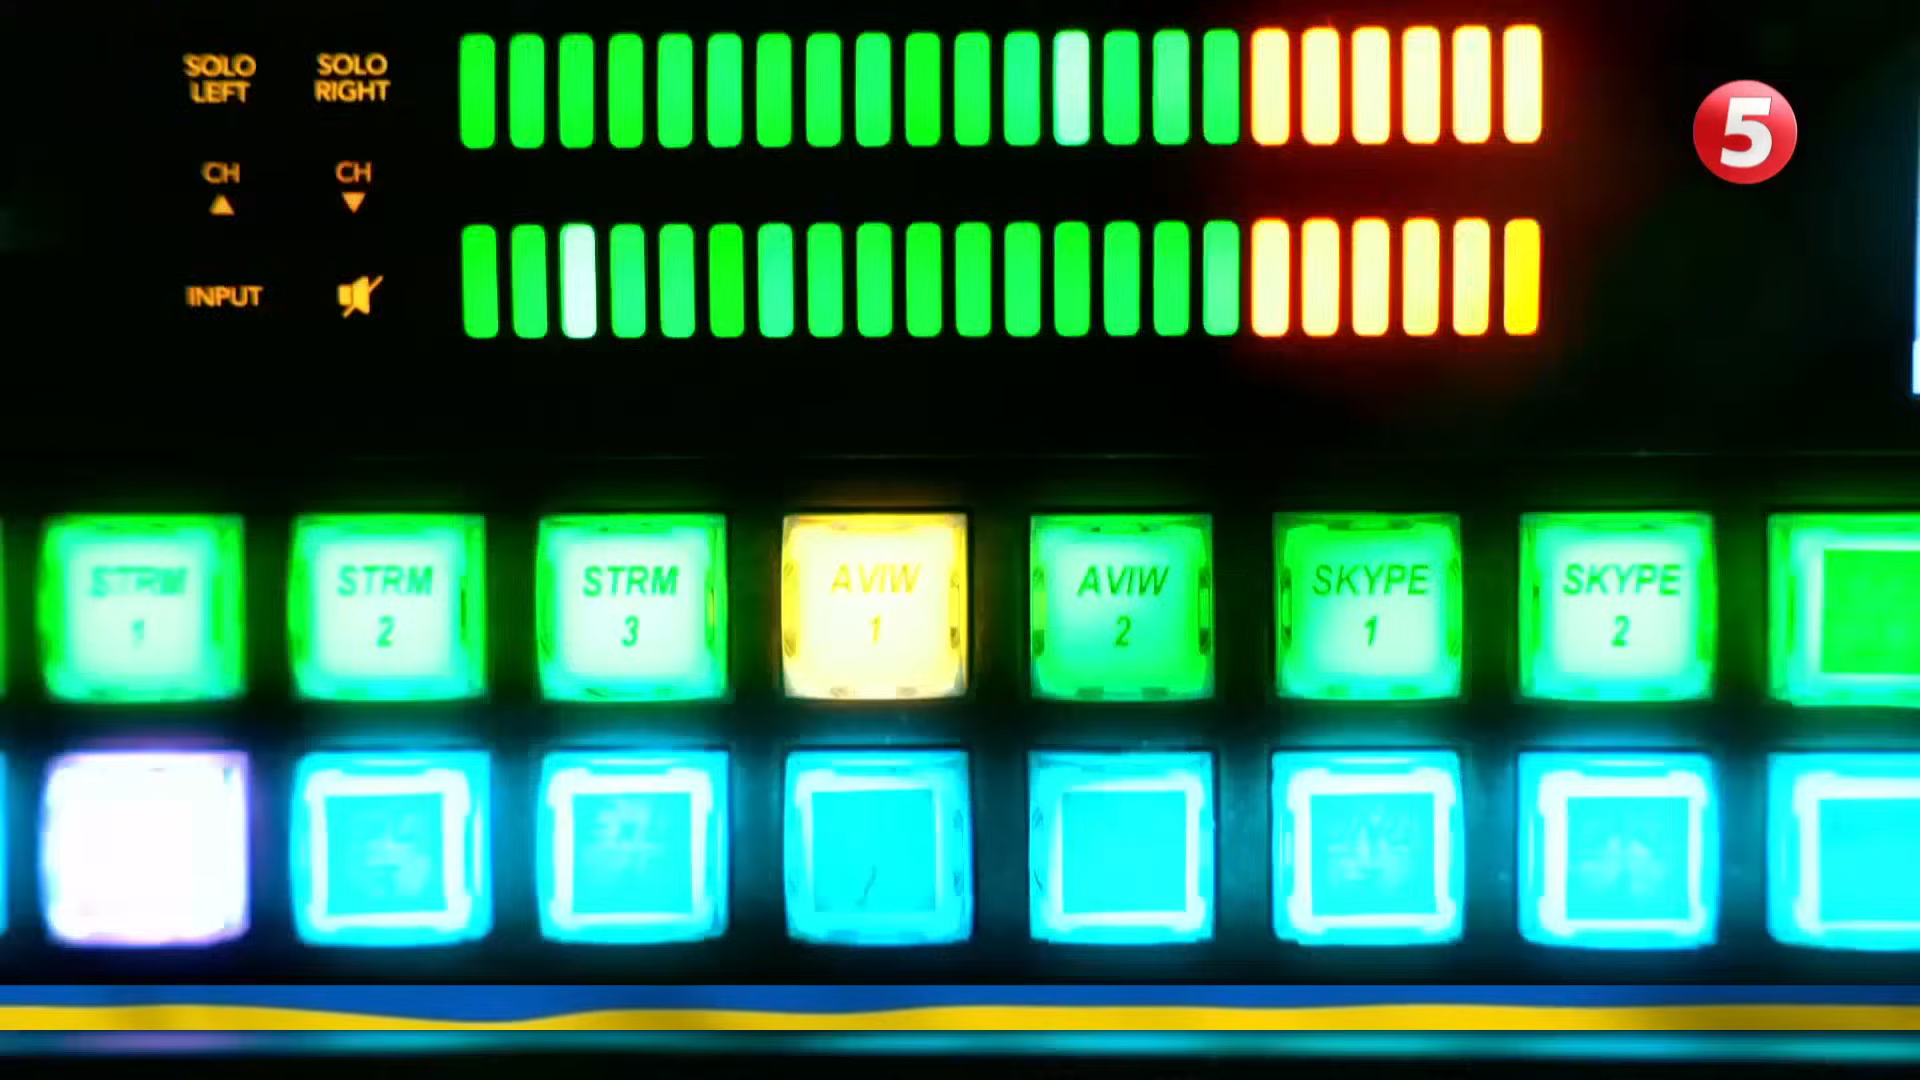 SOLO
LEFT
SOLO
RIGHT
CH
CH
INPUT
5
STRM
1
STRM
2
STRM
3
AVIW
1
AVIW
2
SKYPE
1
SKYPE
2